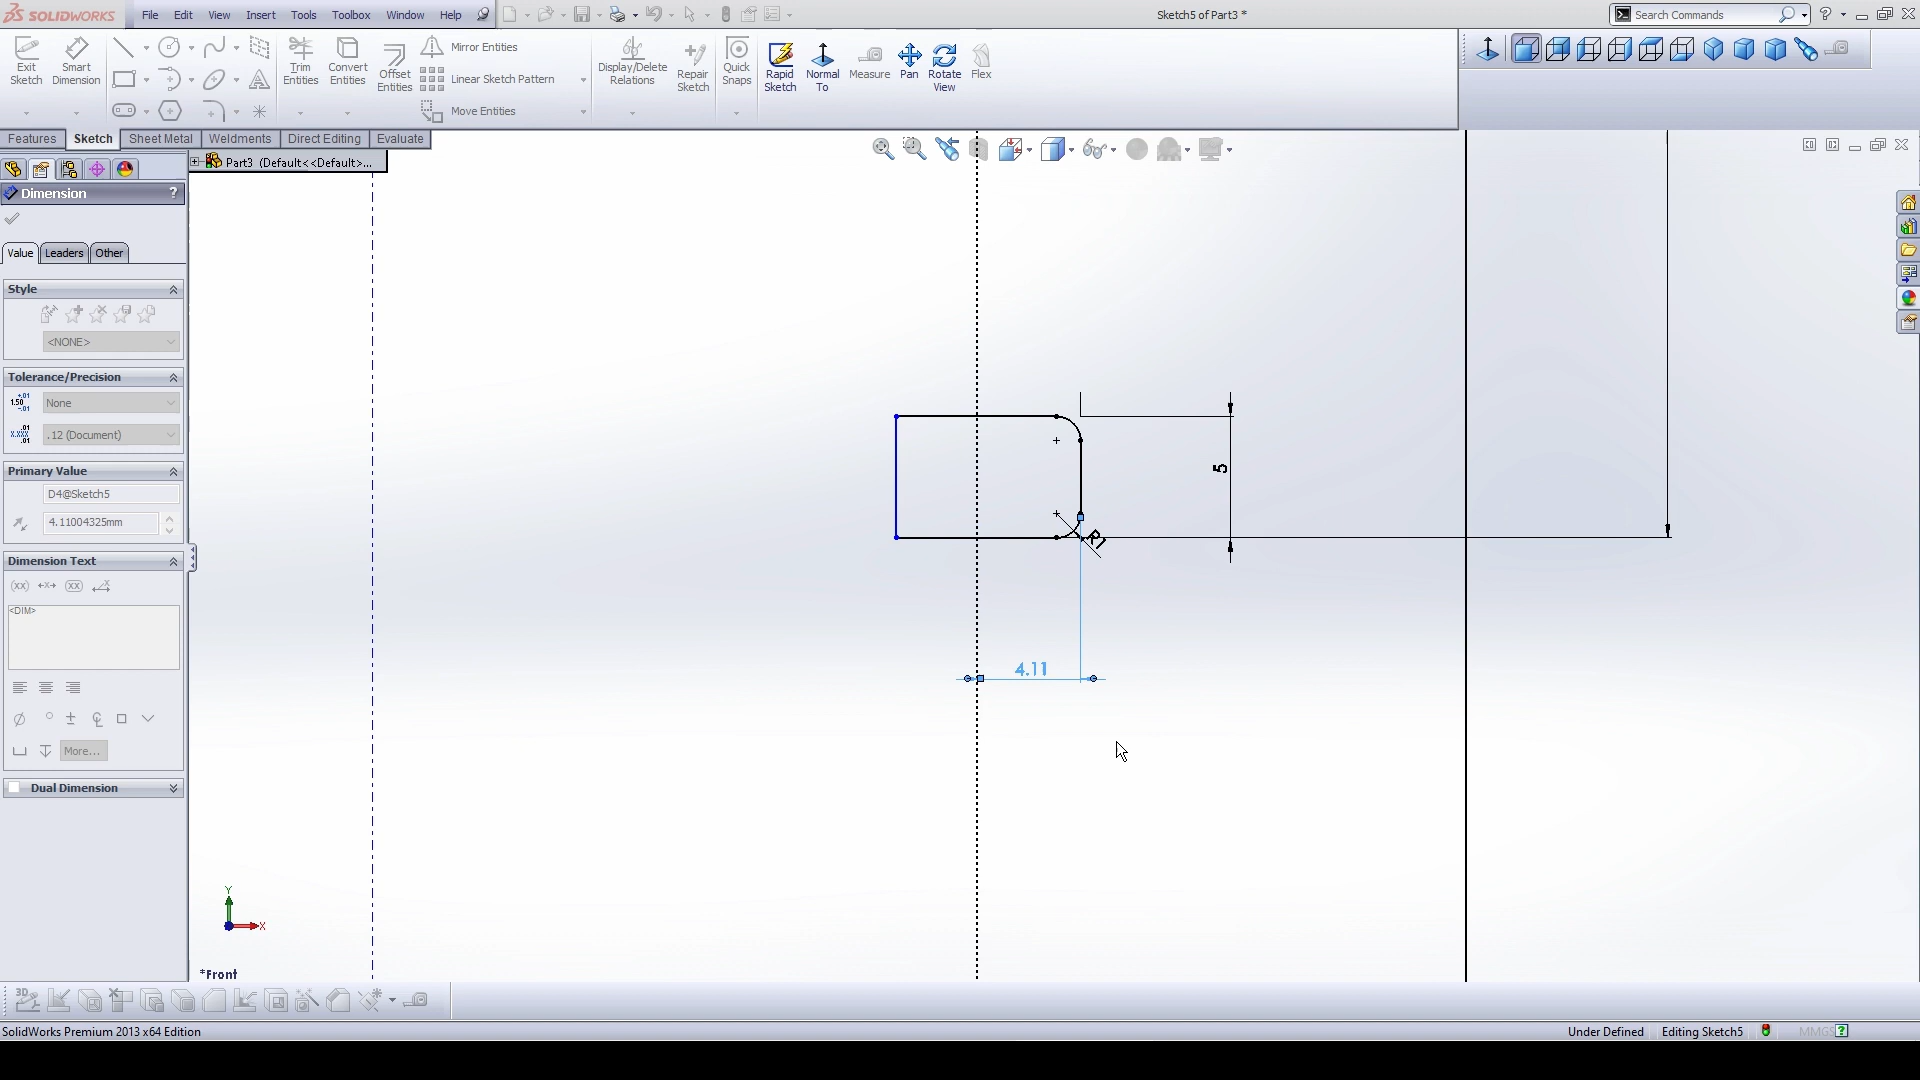 SOLIDWORKS File Edit View Insert Tools Toolbox Window Help Sketch5 of Part3 * Search Commands ?
Exit Sketch
Smart Dimension
Trim Entities
Convert Entities
Offset Entities
Mirror Entities
Linear Sketch Pattern
Move Entities
Display/Delete Relations
Repair Sketch
Quick Snaps
Rapid Sketch
Normal To
Measure
Pan
Rotate View
Flex
Features Sketch Sheet Metal Weldments Direct Editing Evaluate
Part3 (Default<<Default>...
Dimension ?
Value Leaders Other
Style
<NONE>
Tolerance/Precision
None
.12 (Document)
Primary Value
D4@Sketch5
4.11004325mm
Dimension Text
(xx) (xx)
<DIM>
More...
Dual Dimension
5
R1
4.11
Y
X
*Front
3D
SolidWorks Premium 2013 x64 Edition Under Defined Editing Sketch5 MMGS ?